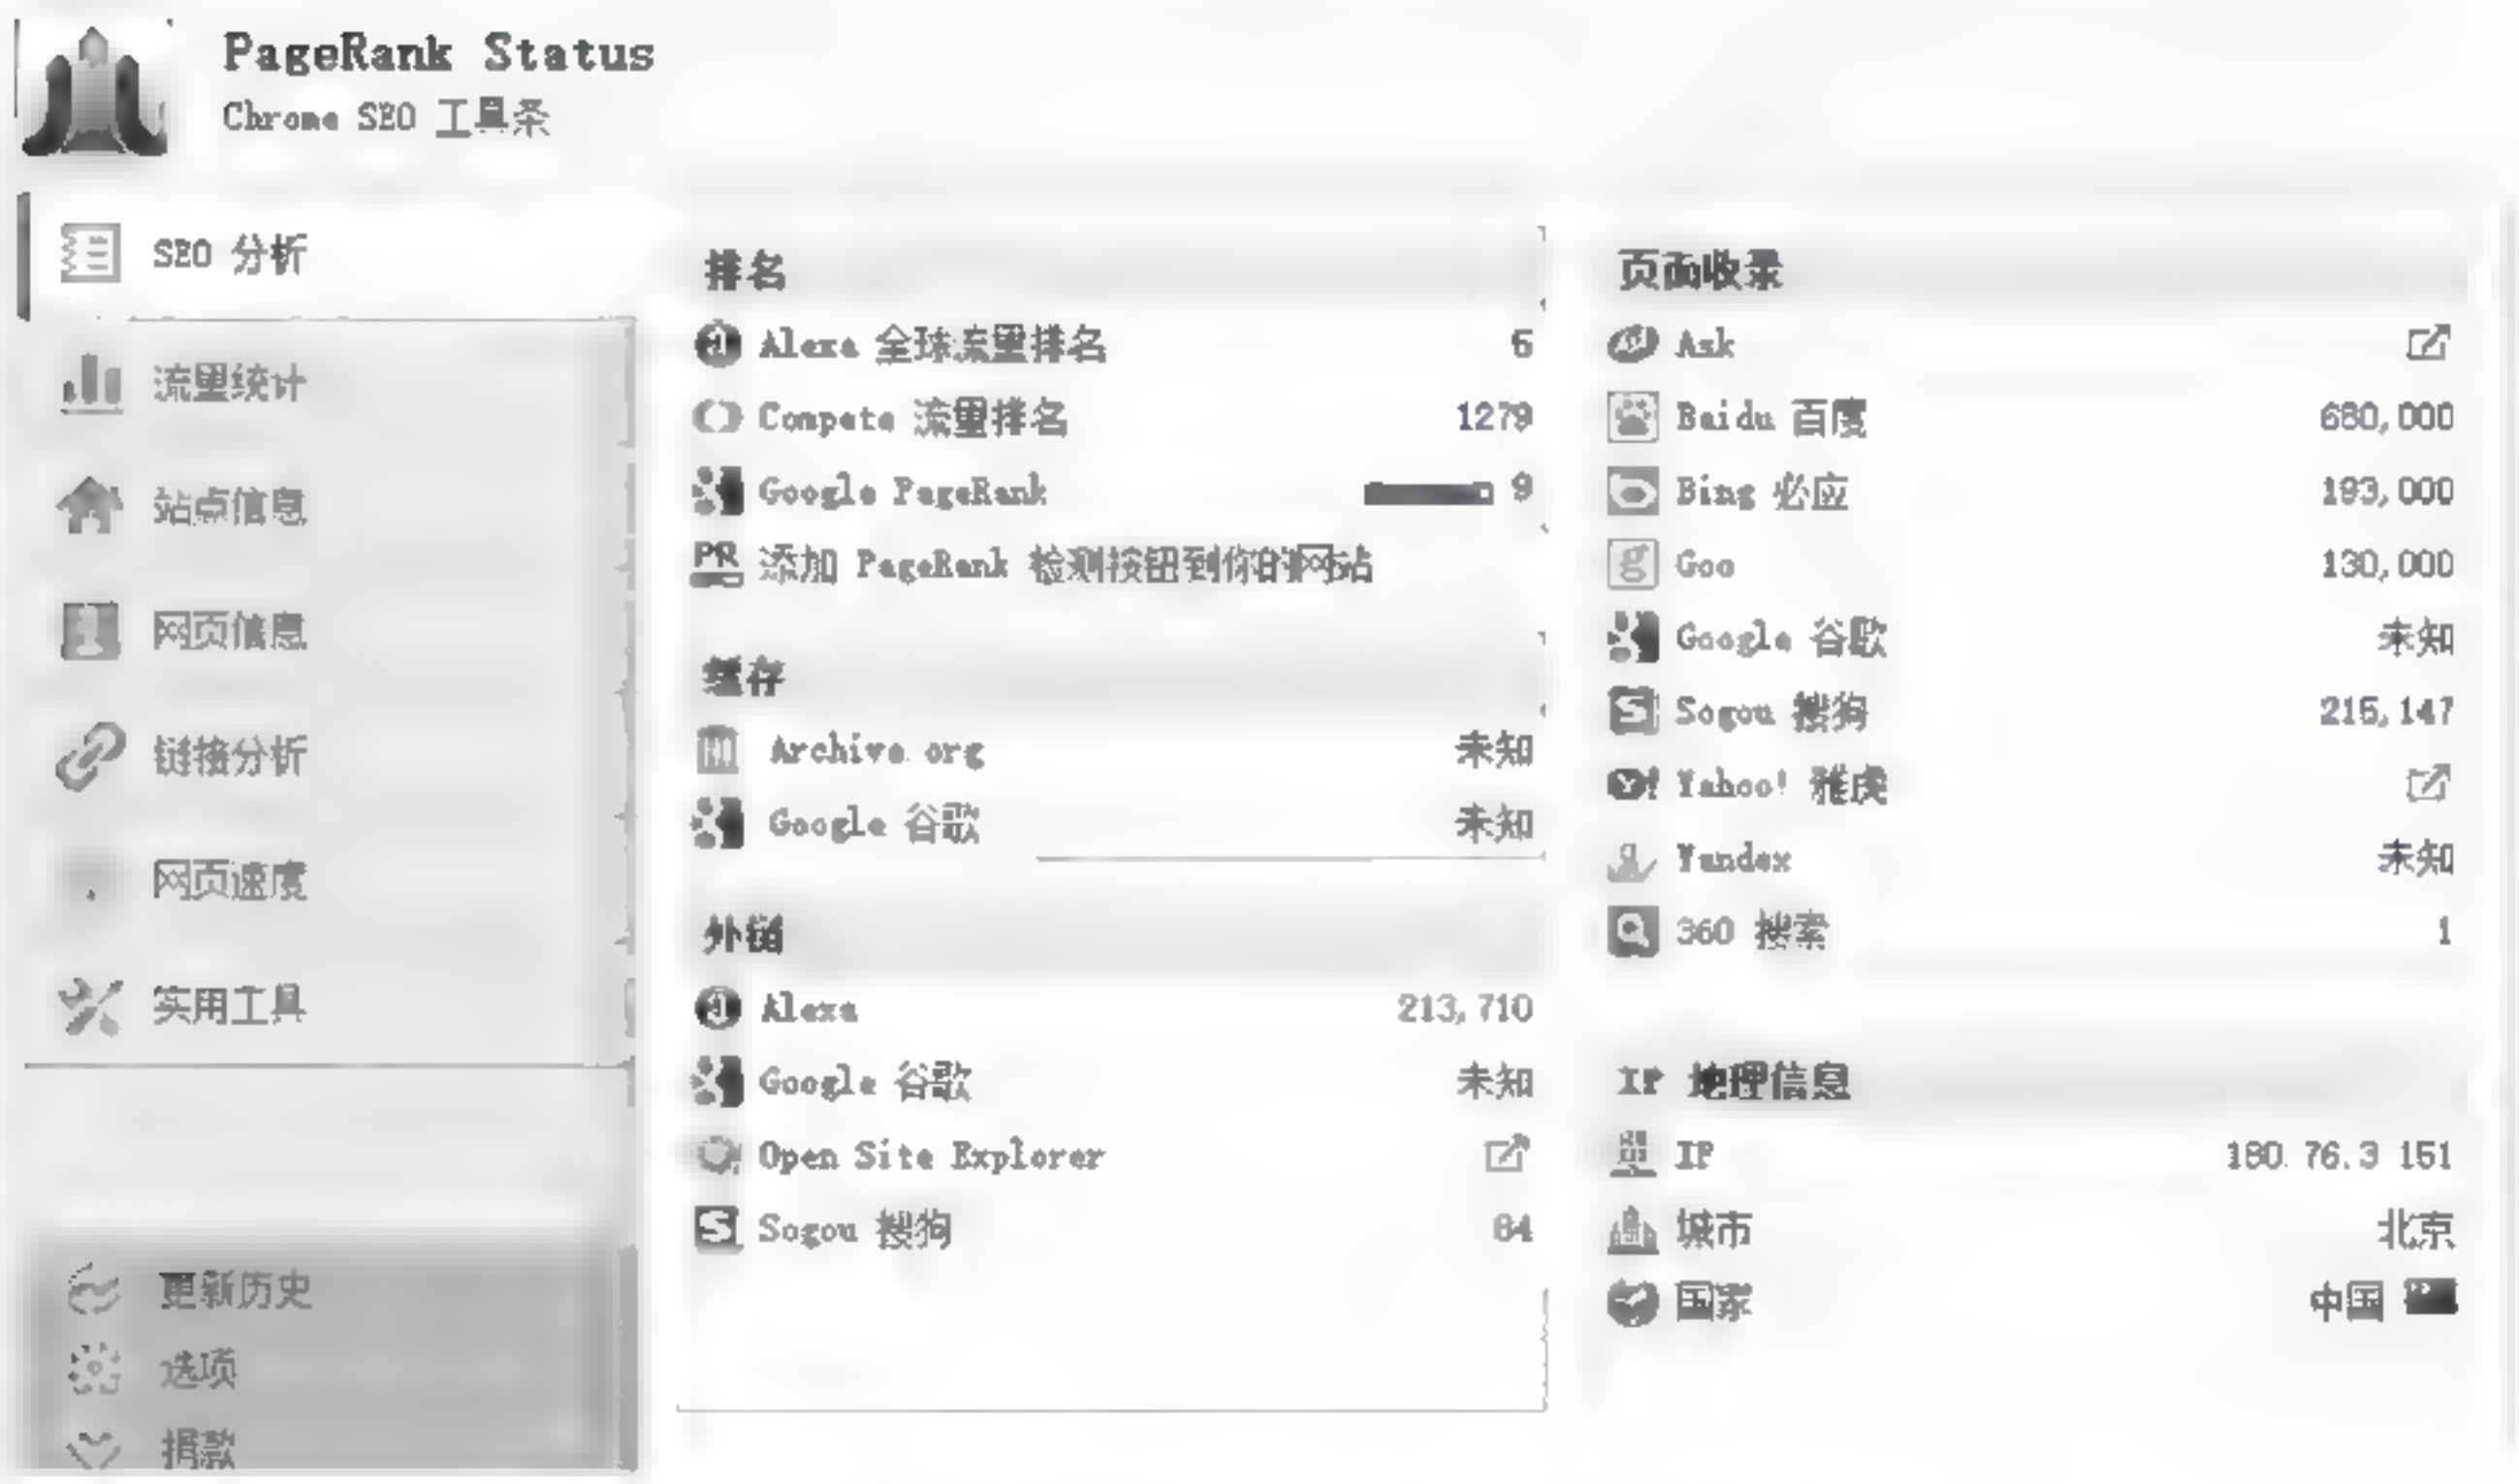 PageRank Status
Chrome SEO 工具条
SEO 分析
流量统计
站点信息
网页信息
链接分析
网页速度
实用工具
更新历史
选项
捐款
排名
Alexa 全球流量排名 5
Compete 流量排名 1279
Google PageRank 9
PR 添加 PageRank 检测按钮到你的网站
缓存
Archive.org 未知
Google 谷歌 未知
外链
Alexa 213,710
Google 谷歌 未知
Open Site Explorer
Sogou 搜狗 84
页面收录
Ask
Baidu 百度 680,000
Bing 必应 193,000
Goo 130,000
Google 谷歌 未知
Sogou 搜狗 215,147
Yahoo! 雅虎
Yandex 未知
360 搜索 1
IP 地理信息
IP 180.76.3.151
城市 北京
国家 中国